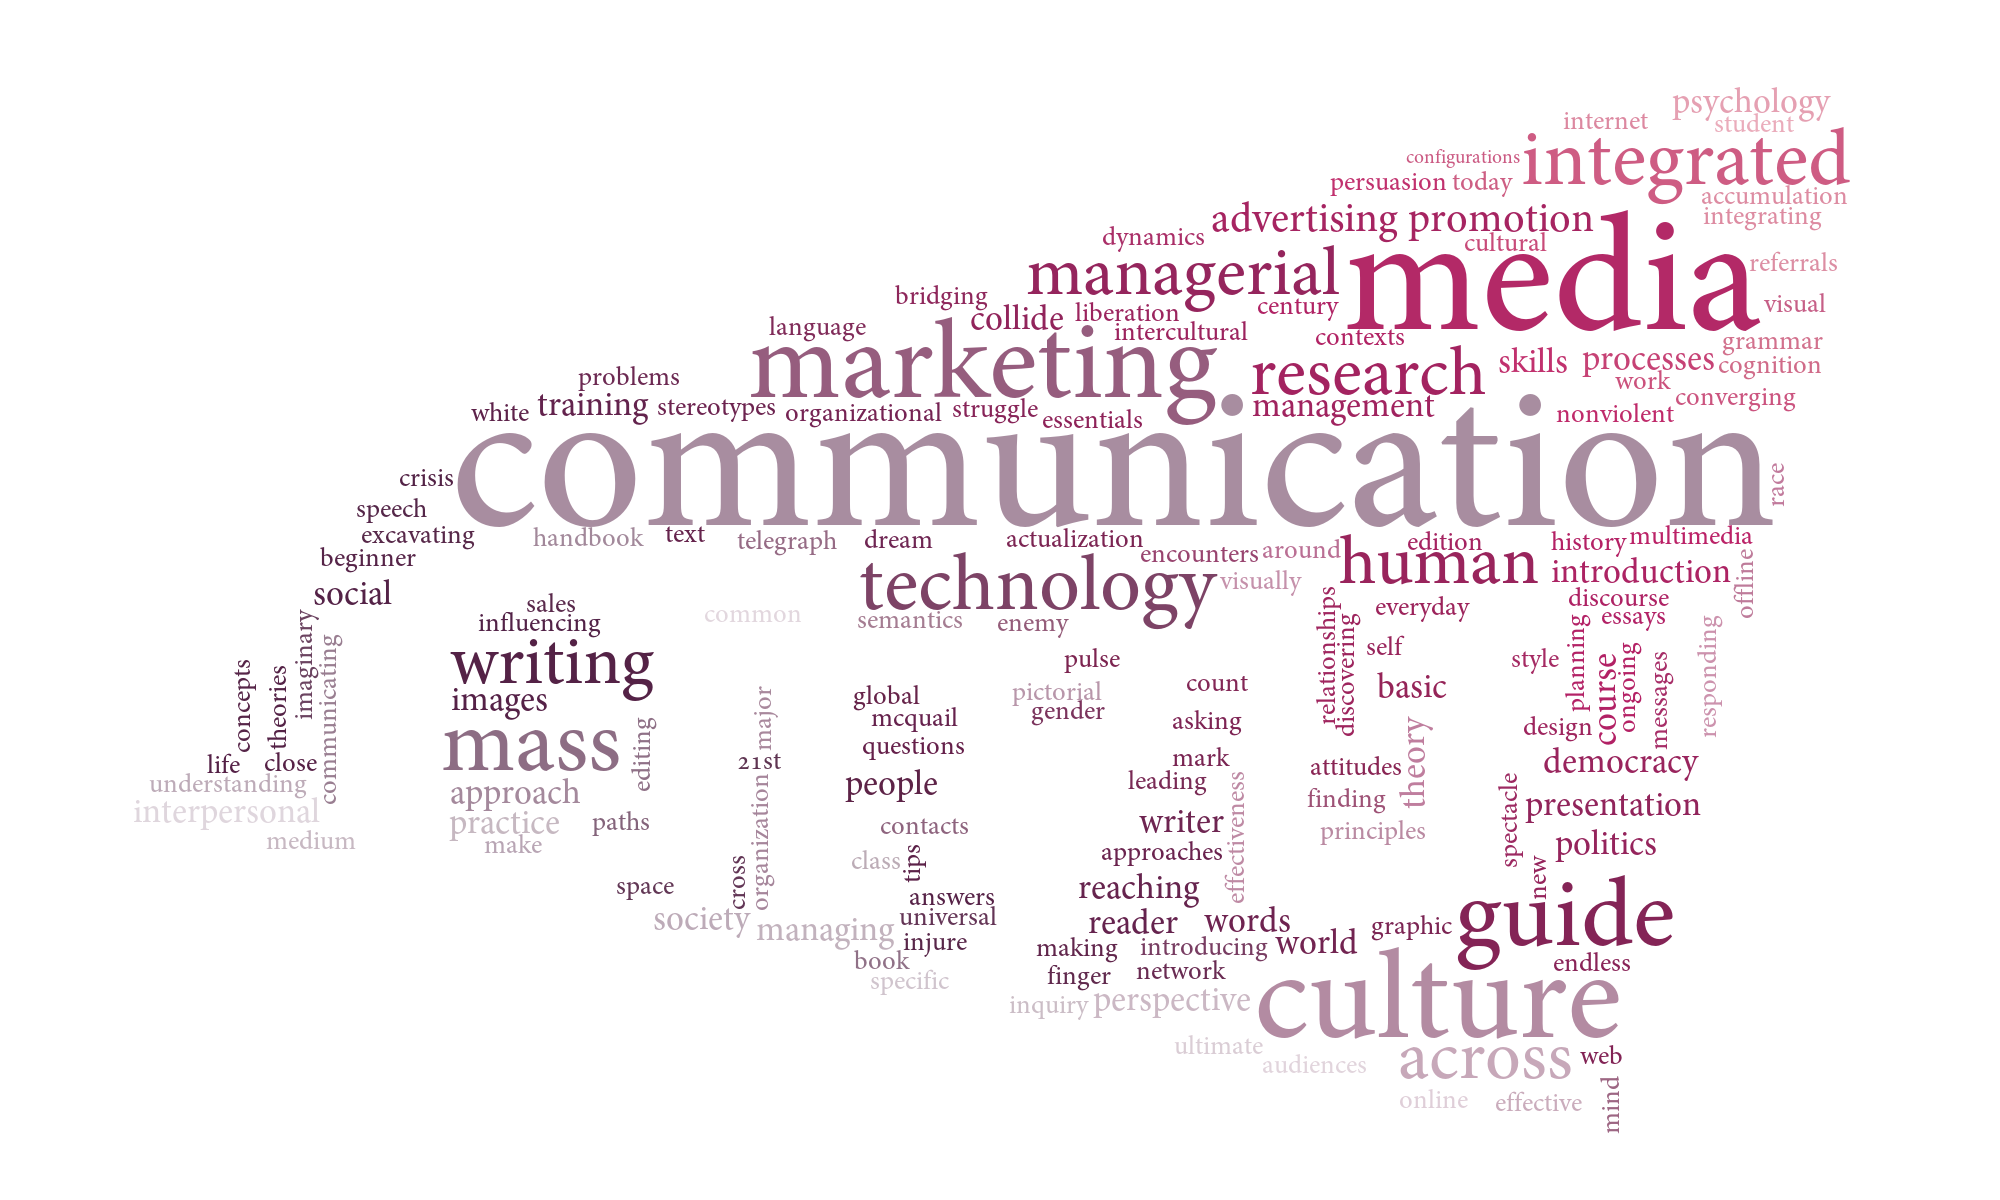 psychology
internet
student
integrated
configurations
persuasion today
accumulation
integrating
advertising promotion
media
dynamics
cultural
managerial
referrals
bridging
century
visual
liberation
collide
language
intercultural
contexts
grammar
marketing
research
skills
processes
cognition
problems
work
converging
white
training
stereotypes
organizational
struggle
essentials
management
nonviolent
communication
crisis
race
speech
excavating
handbook
text
telegraph
dream
actualization
encounters
around
human
edition
history
multimedia
beginner
technology
visually
introduction
offline
social
sales
influencing
common
semantics
enemy
relationships
discovering
everyday
discourse
essays
imaginary
communicating
writing
pulse
self
style
planning
course
ongoing
messages
responding
concepts
theories
images
major
global
pictorial
gender
count
basic
mcquail
asking
design
mass
editing
questions
theory
life
close
21st
mark
attitudes
democracy
understanding
people
leading
effectiveness
finding
spectacle
presentation
interpersonal
approach
practice
paths
organization
contacts
writer
principles
medium
make
class
tips
approaches
politics
space
cross
answers
reaching
new
society
managing
universal
reader
words
graphic
guide
injure
making
introducing
world
book
specific
finger
network
endless
inquiry
perspective
culture
ultimate
audiences
across
web
online
effective
mind